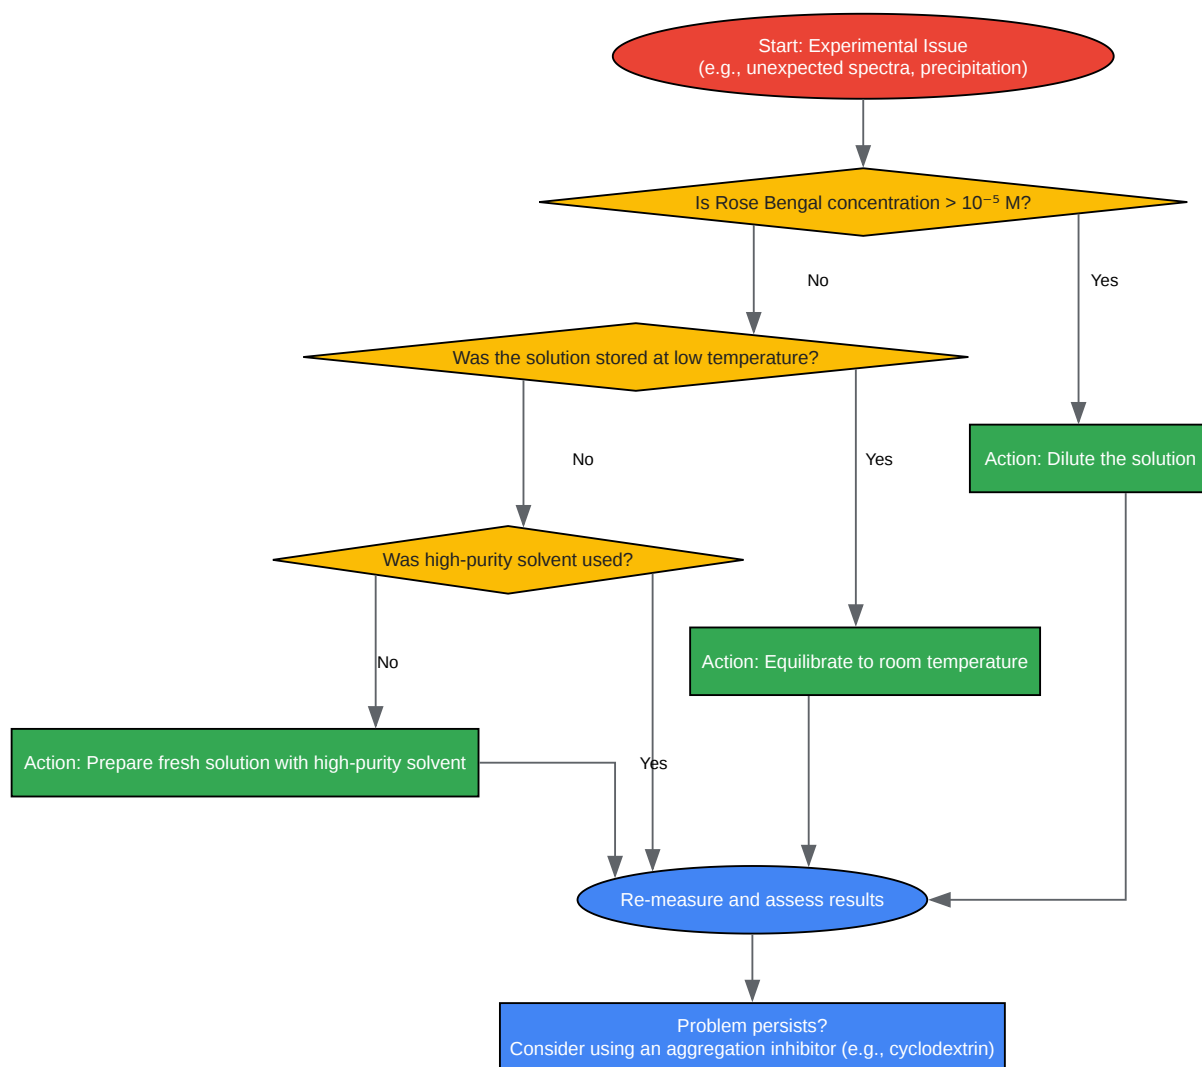 Start: Experimental Issue
(e.g., unexpected spectra, precipitation)
Is Rose Bengal concentration > 10⁻⁵ M?
No
Yes
Was the solution stored at low temperature?
No
Yes
Action: Dilute the solution
Was high-purity solvent used?
No
Action: Equilibrate to room temperature
Action: Prepare fresh solution with high-purity solvent
Yes
Re-measure and assess results
Problem persists?
Consider using an aggregation inhibitor (e.g., cyclodextrin)